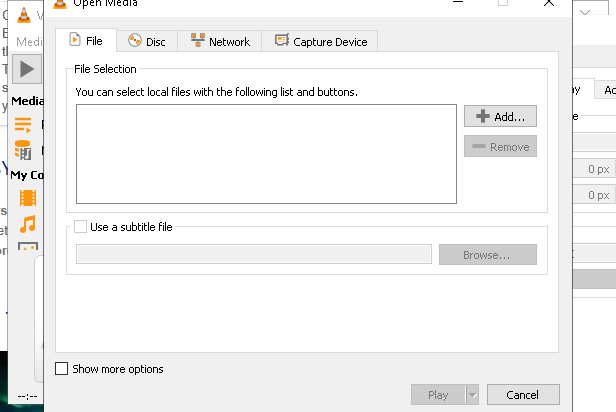 Open Media
File
Disc
Network
Capture Device
File Selection
You can select local files with the following list and buttons.
Add...
Remove
Use a subtitle file
Browse...
Show more options
Play
Cancel
Media
My Co
--:--
0 px
0 px